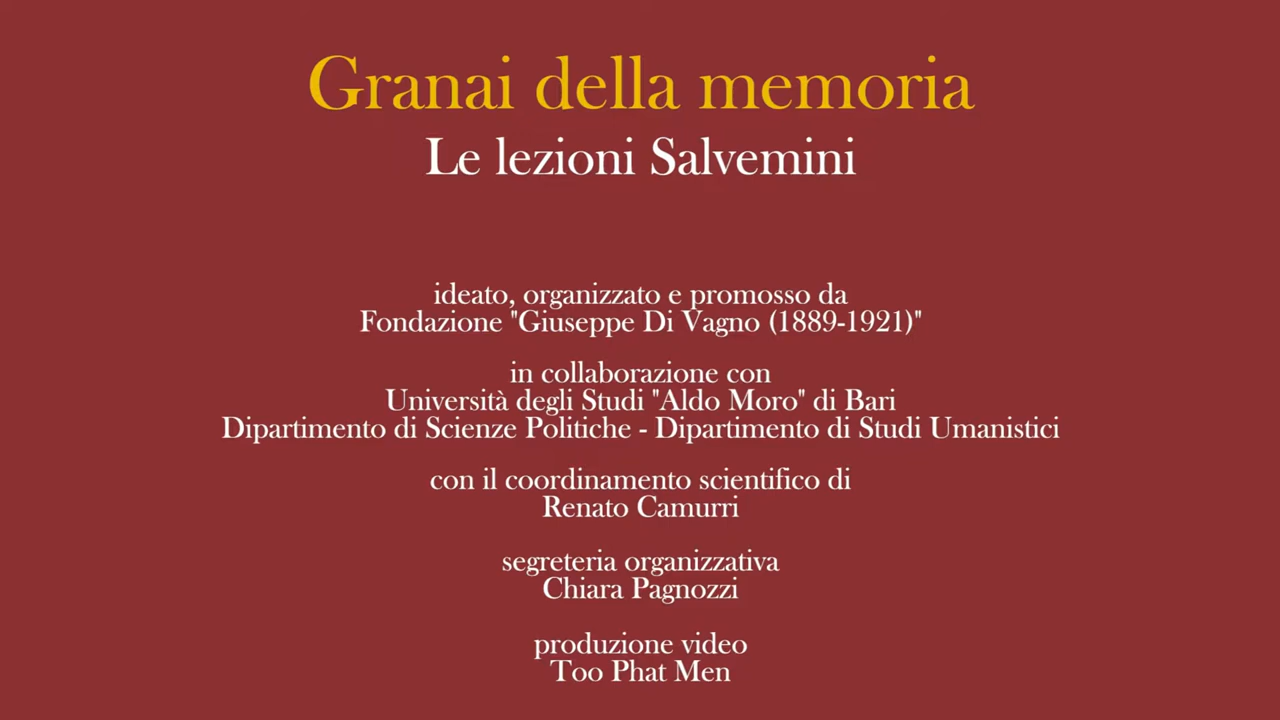 Granai della memoria
Le lezioni Salvemini
ideato, organizzato e promosso da
Fondazione "Giuseppe Di Vagno (1889-1921)"
in collaborazione con
Università degli Studi "Aldo Moro" di Bari
Dipartimento di Scienze Politiche - Dipartimento di Studi Umanistici
con il coordinamento scientifico di
Renato Camurri
segreteria organizzativa
Chiara Pagnozzi
produzione video
Too Phat Men